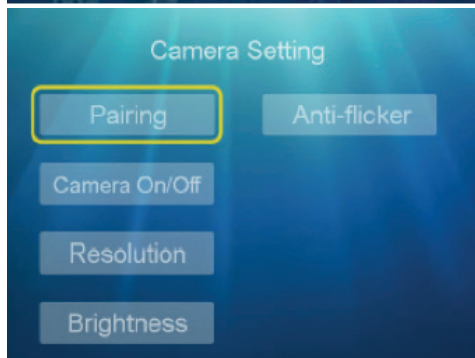 Camera Setting
Pairing
Anti-flicker
Camera On/Off
Resolution
Brightness